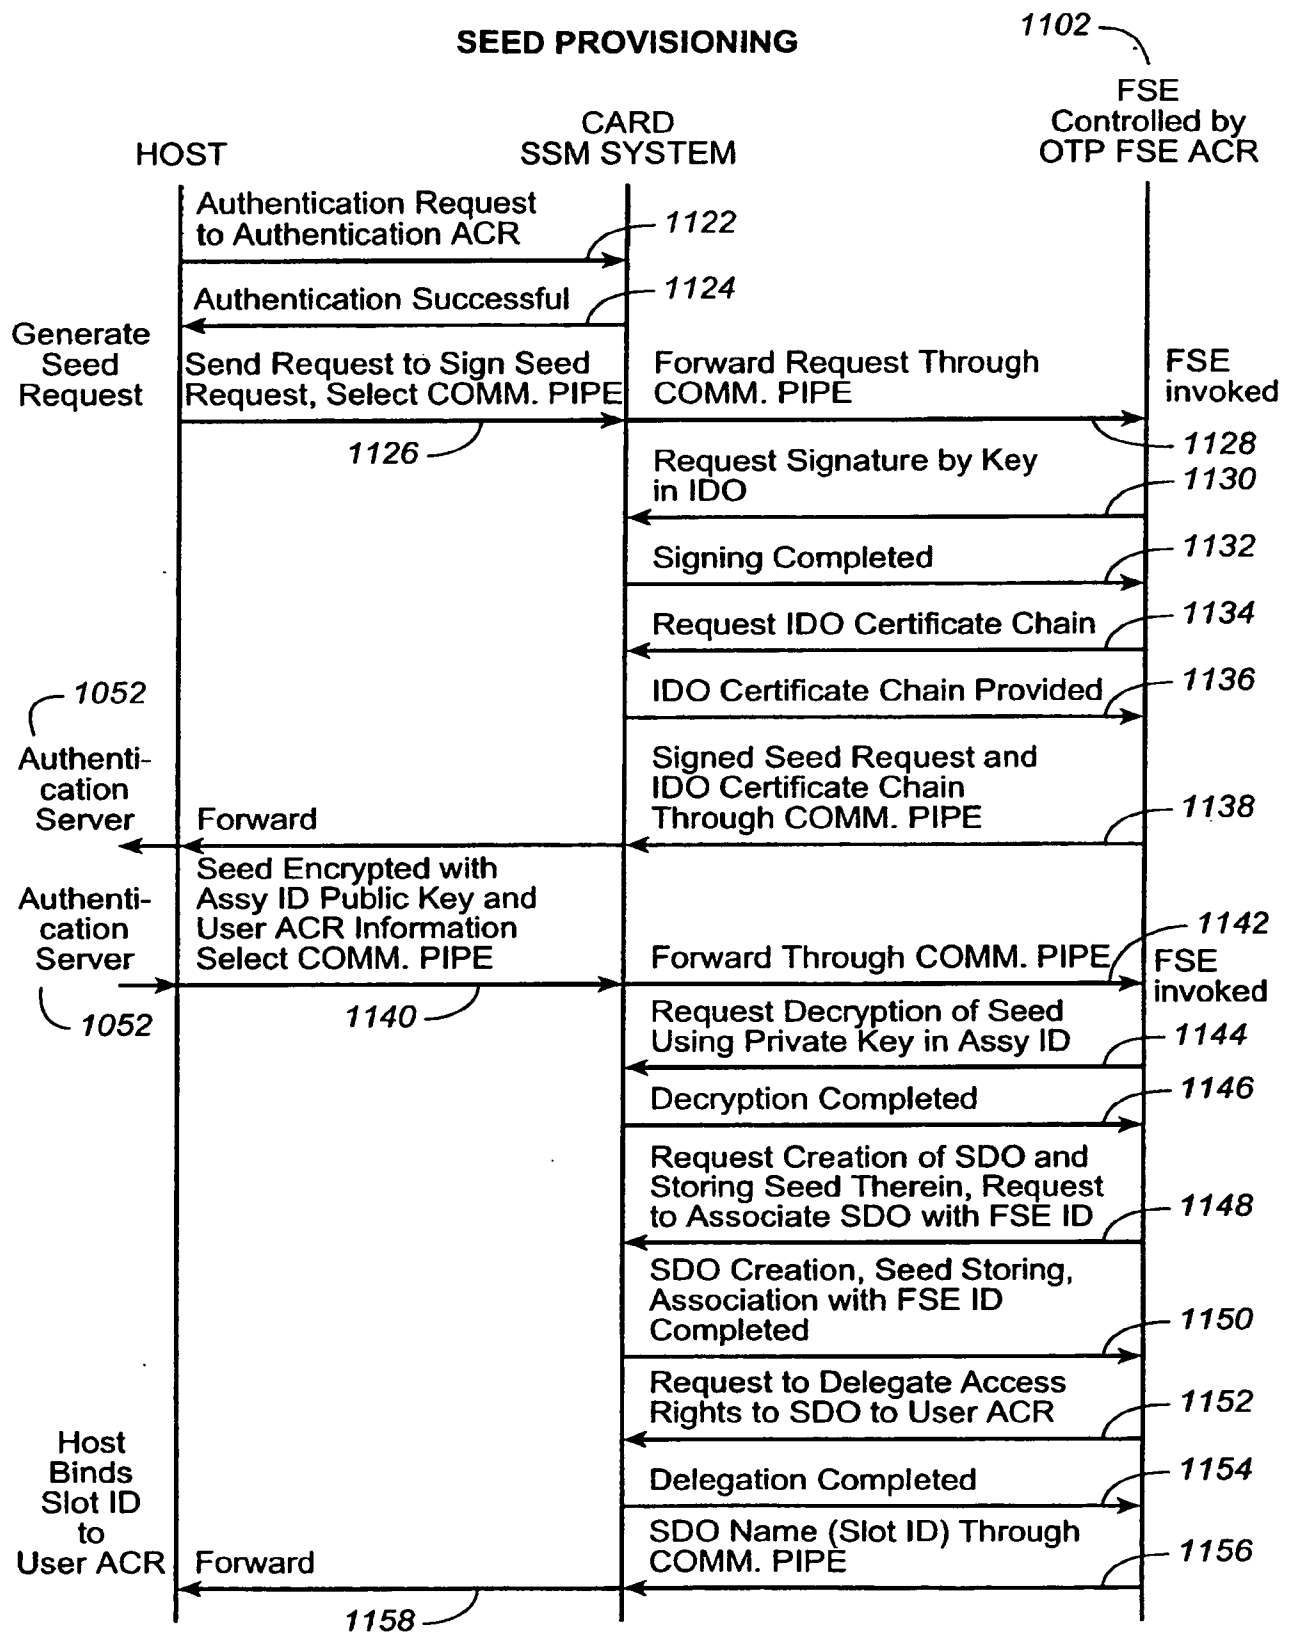 SEED PROVISIONING
1102
FSE
Controlled by
OTP FSE ACR
CARD
SSM SYSTEM
HOST
Authentication Request
to Authentication ACR
1122
Authentication Successful
1124
Generate
Seed
Request
Send Request to Sign Seed
Request, Select COMM. PIPE
1126
Forward Request Through
COMM. PIPE
FSE
invoked
1128
Request Signature by Key
in IDO
1130
Signing Completed
1132
Request IDO Certificate Chain
1134
IDO Certificate Chain Provided
1136
1052
Authenti-
cation
Server
Signed Seed Request and
IDO Certificate Chain
Through COMM. PIPE
1138
Forward
Authenti-
cation
Server
1052
Seed Encrypted with
Assy ID Public Key and
User ACR Information
Select COMM. PIPE
1140
Forward Through COMM. PIPE
1142
FSE
invoked
Request Decryption of Seed
Using Private Key in Assy ID
1144
Decryption Completed
1146
Request Creation of SDO and
Storing Seed Therein, Request
to Associate SDO with FSE ID
1148
SDO Creation, Seed Storing,
Association with FSE ID
Completed
1150
Request to Delegate Access
Rights to SDO to User ACR
1152
Delegation Completed
1154
SDO Name (Slot ID) Through
COMM. PIPE
1156
Host
Binds
Slot ID
to
User ACR
Forward
1158